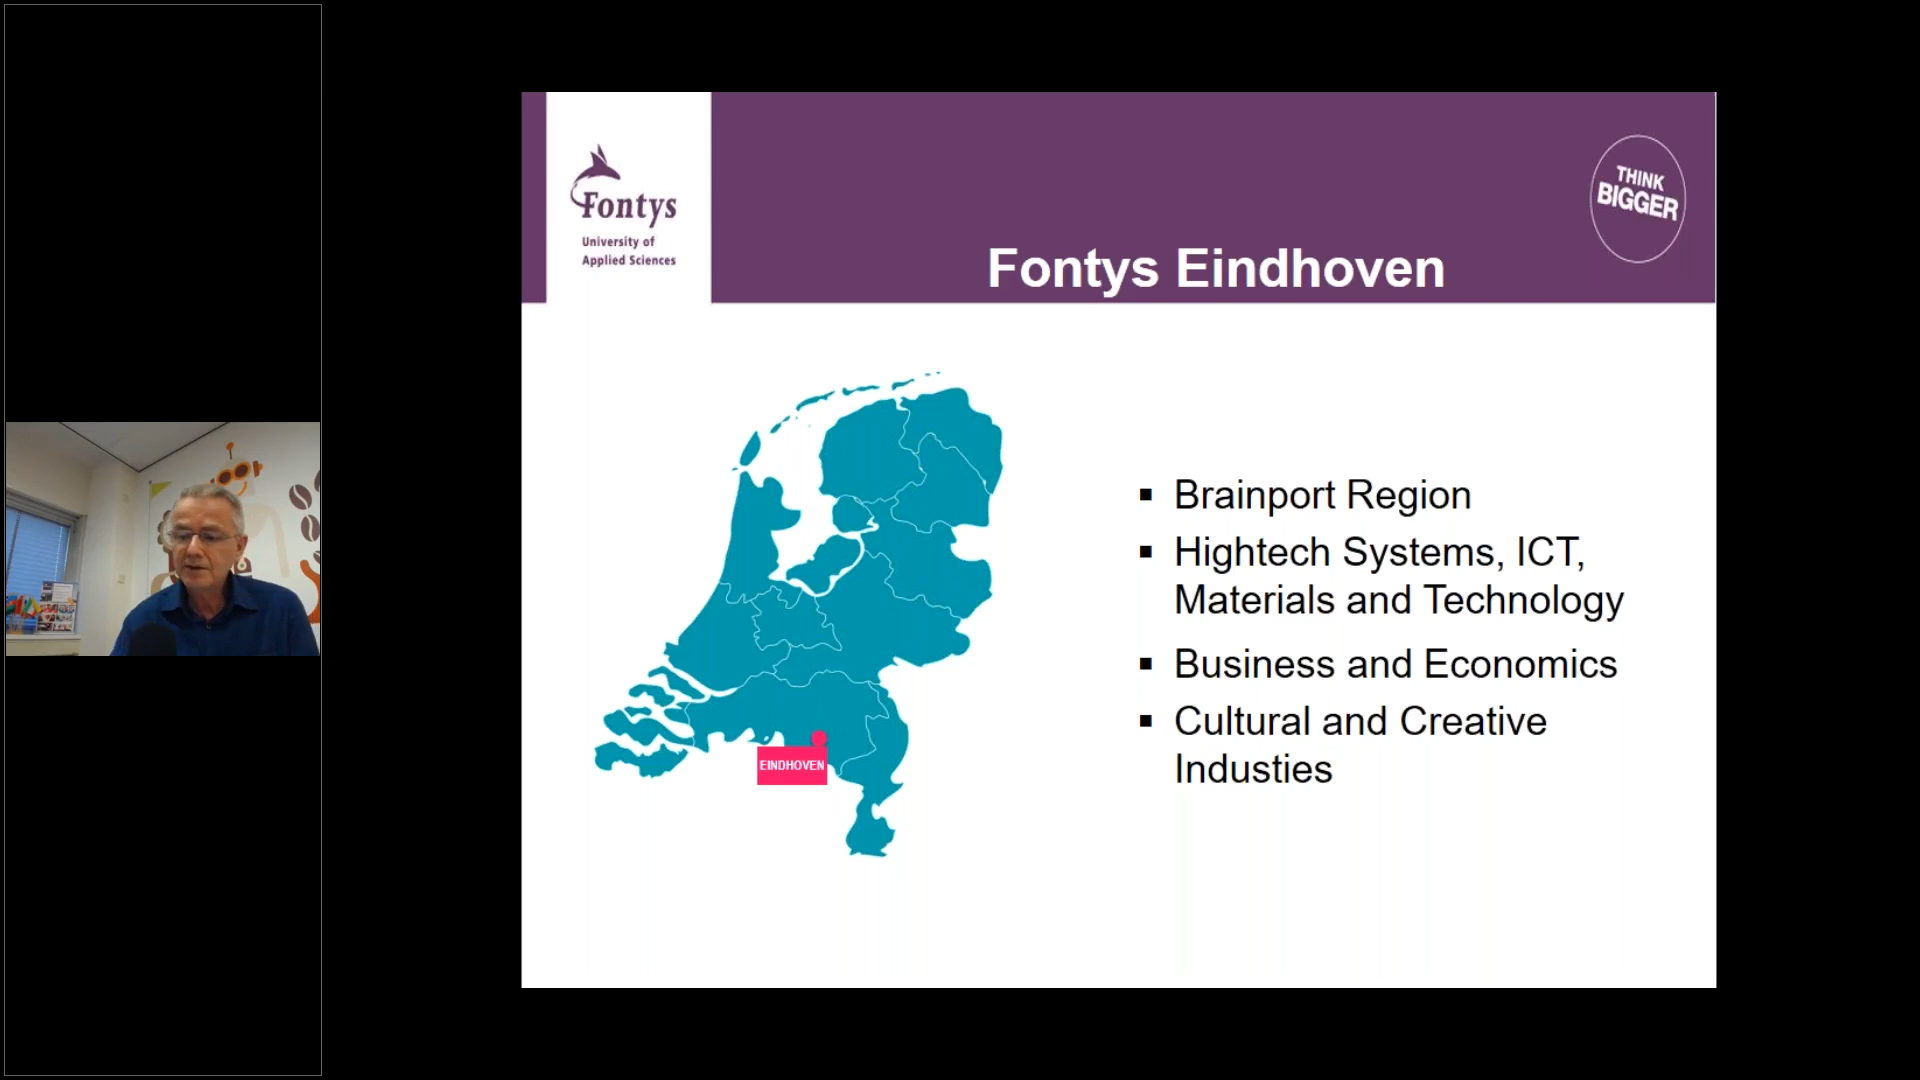 Fontys
University of
Applied Sciences
THINK
BIGGER
Fontys Eindhoven
EINDHOVEN
▪ Brainport Region
▪ Hightech Systems, ICT,
Materials and Technology
▪ Business and Economics
▪ Cultural and Creative
Industies